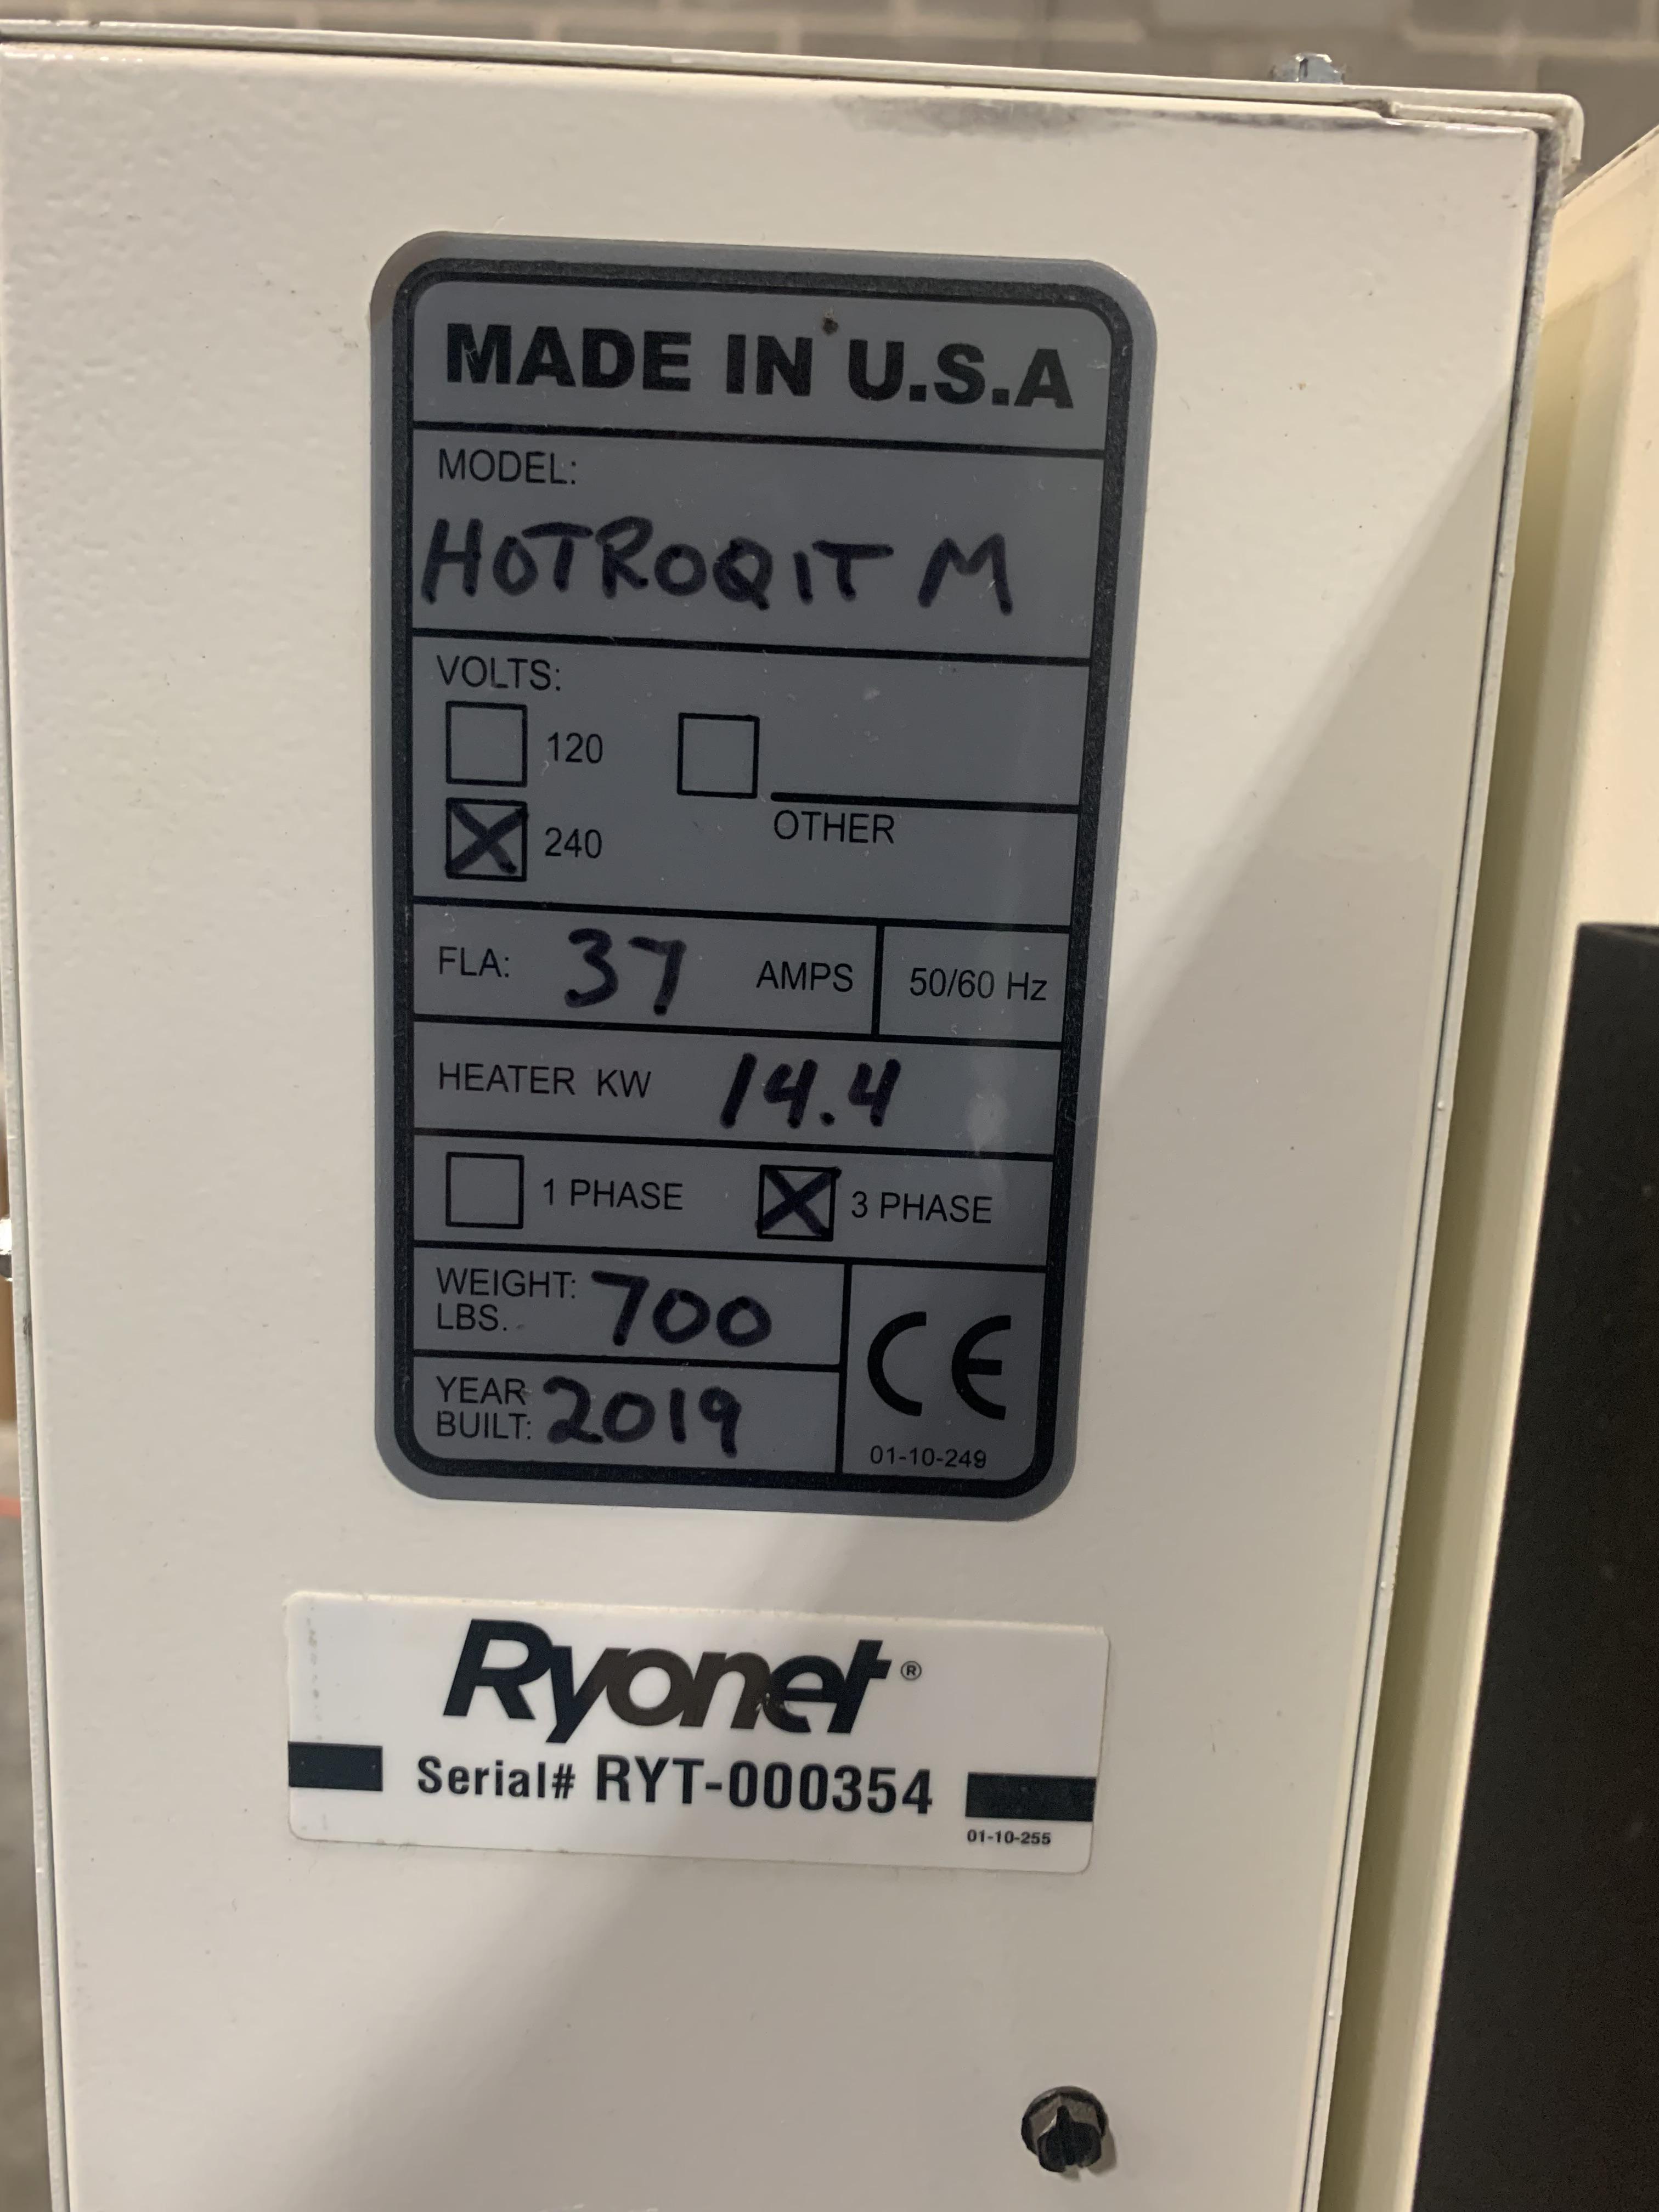 MADE IN U.S.A
MODEL:
HOTROQIT M
VOLTS:
120
240
OTHER
FLA: 37 AMPS 50/60 Hz
HEATER KW 14.4
1 PHASE 3 PHASE
WEIGHT: 700
LBS.
YEAR 2019
BUILT:
CE
01-10-249
Ryonet®
Serial# RYT-000354
01-10-255